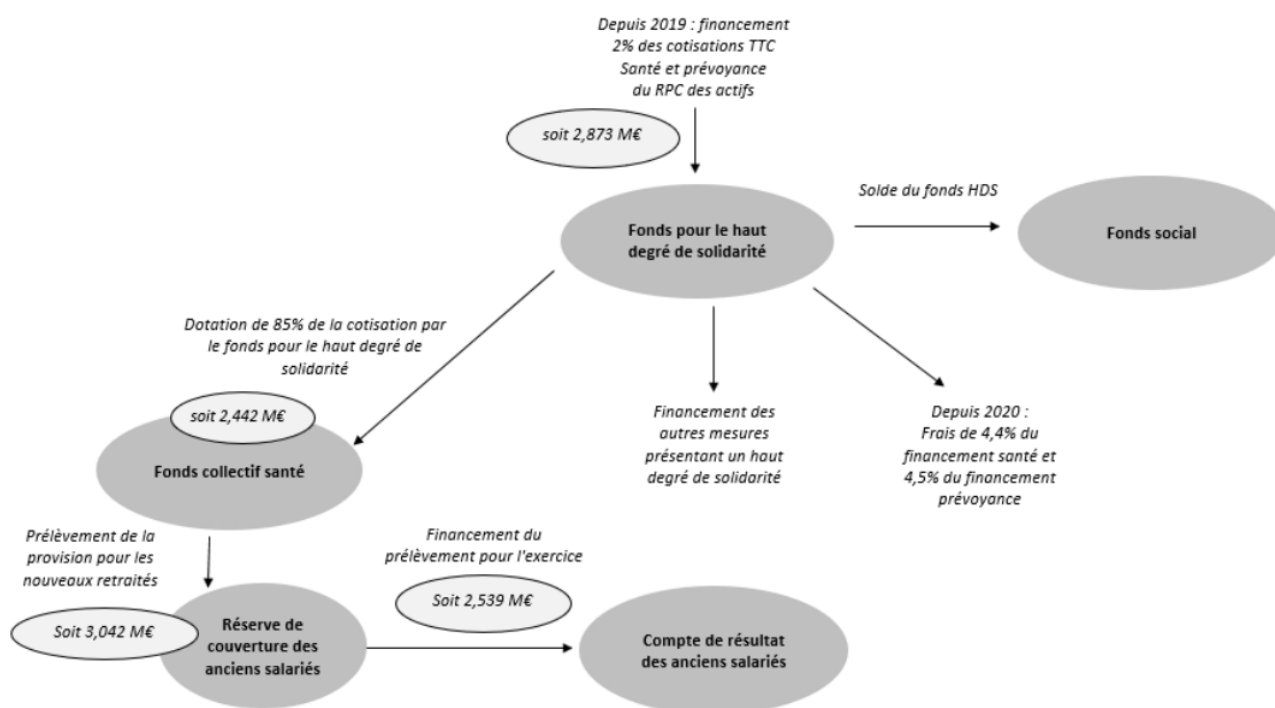 Depuis 2019 : financement
2% des cotisations TTC
Santé et prévoyance
du RPC des actifs
soit 2,873 M€
Solde du fonds HDS
Fonds pour le haut
degré de solidarité
Fonds social
Dotation de 85% de la cotisation par
le fonds pour le haut degré de
solidarité
soit 2,442 M€
Fonds collectif santé
Financement des
autres mesures
présentant un haut
degré de solidarité
Depuis 2020 :
Frais de 4,4% du
financement santé et
4,5% du financement
prévoyance
Prélèvement de la
provision pour les
nouveaux retraités
Soit 3,042 M€
Réserve de
couverture des
anciens salariés
Financement du
prélèvement pour l'exercice
Soit 2,539 M€
Compte de résultat
des anciens salariés